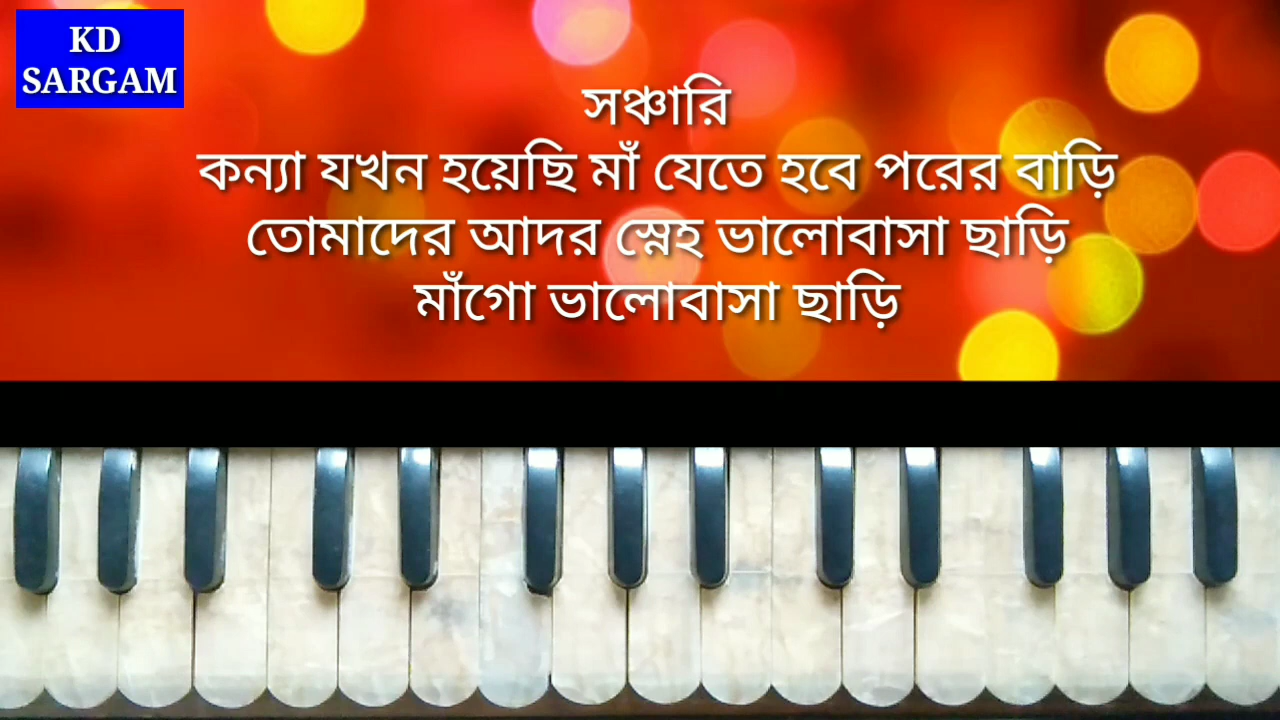 KD
SARGAM
সঞ্চারি
কন্যা যখন হয়েছি মাঁ যেতে হবে পরের বাড়ি
তোমাদের আদর স্নেহ ভালোবাসা ছাড়ি
মাঁগো ভালোবাসা ছাড়ি